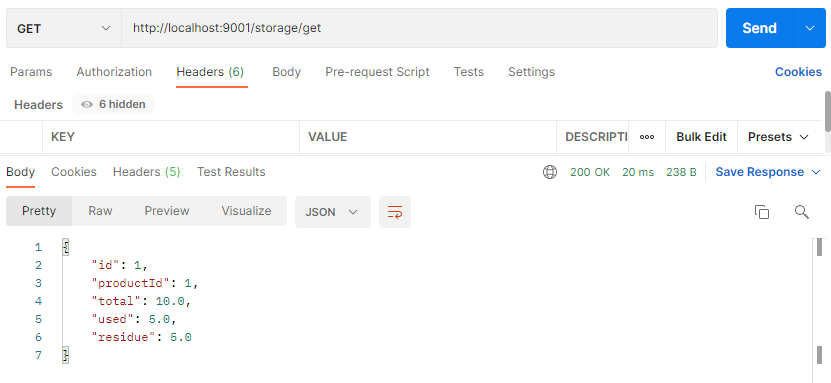 GET http://localhost:9001/storage/get Send
Params Authorization Headers (6) Body Pre-request Script Tests Settings Cookies
Headers 6 hidden
KEY VALUE DESCRIPTI ooo Bulk Edit Presets
Body Cookies Headers (5) Test Results 200 OK 20 ms 238 B Save Response
Pretty Raw Preview Visualize JSON
1 {
2 "id": 1,
3 "productId": 1,
4 "total": 10.0,
5 "used": 5.0,
6 "residue": 5.0
7 }